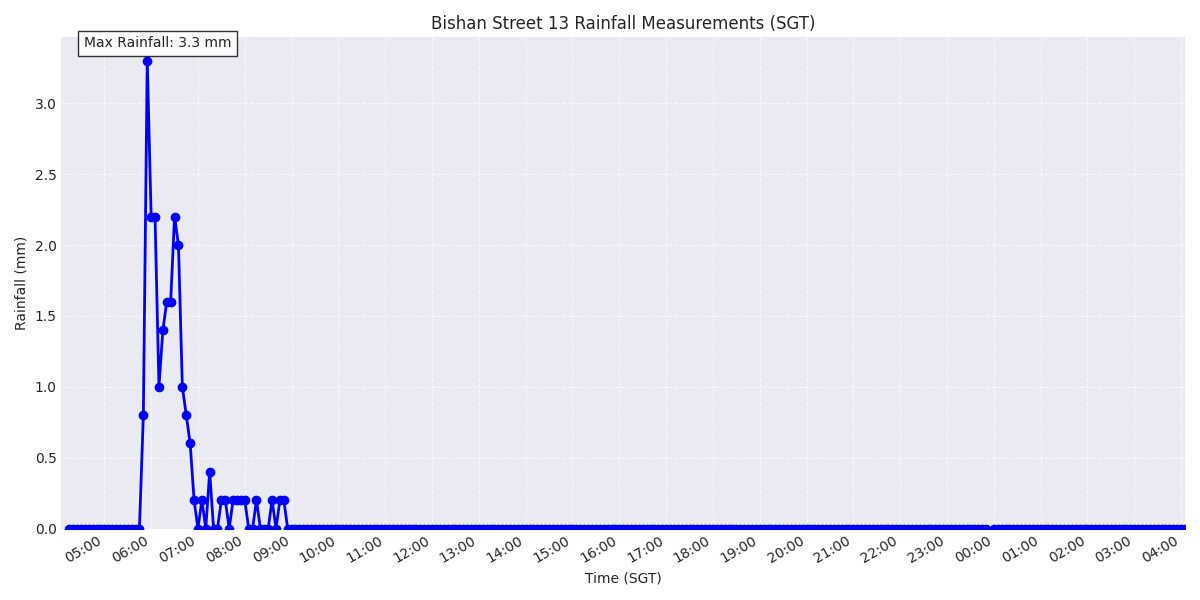 Bishan Street 13 Rainfall Measurements (SGT)
Max Rainfall: 3.3 mm
3.0
2.5
2.0
1.5
1.0
0.5
0.0
Rainfall (mm)
05:00 06:00 07:00 08:00 09:00 10:00 11:00 12:00 13:00 14:00 15:00 16:00 17:00 18:00 19:00 20:00 21:00 22:00 23:00 00:00 01:00 02:00 03:00 04:00
Time (SGT)